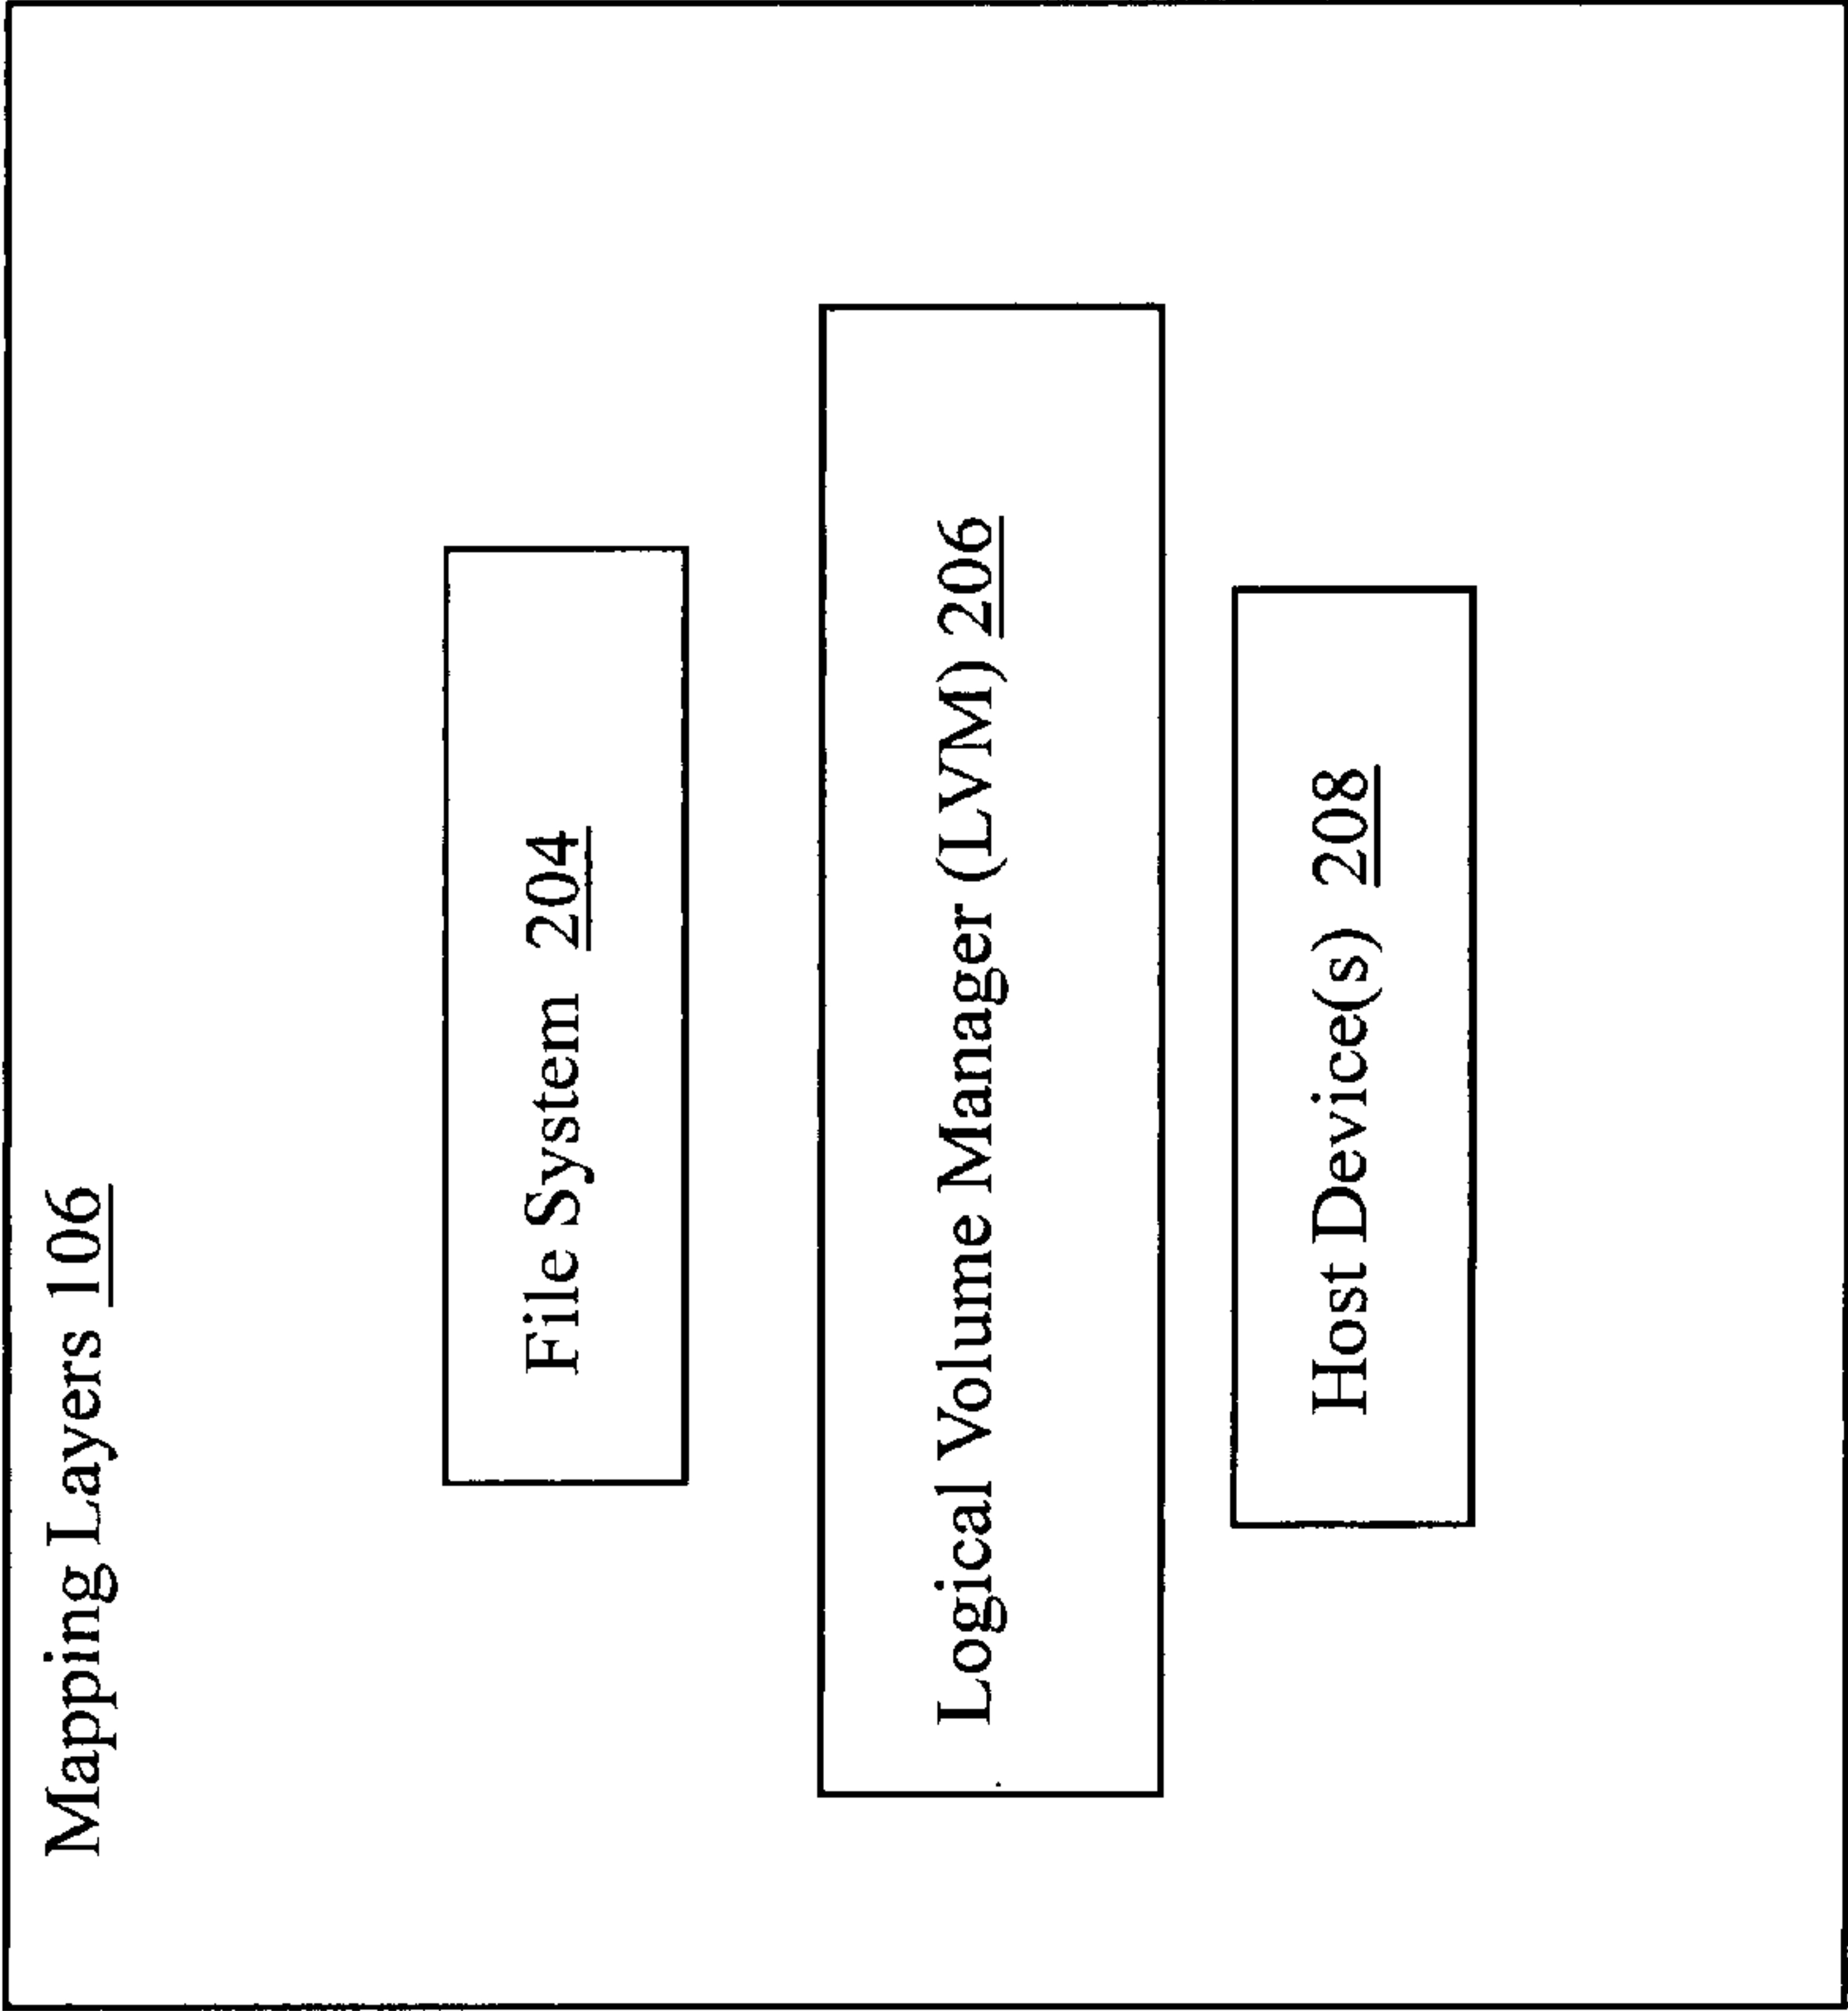 Mapping Layers 106
File System 204
Logical Volume Manager (LVM) 206
Host Device(s) 208